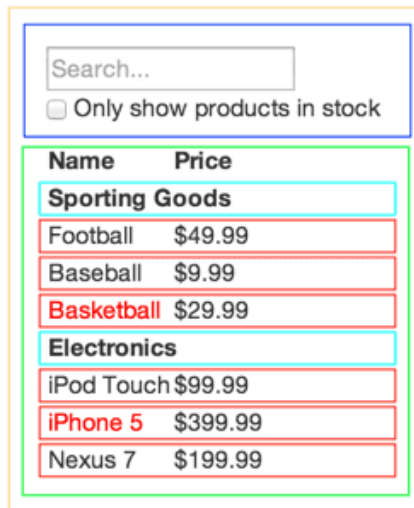 Search...
Only show products in stock
Name Price
Sporting Goods
Football $49.99
Baseball $9.99
Basketball $29.99
Electronics
iPod Touch $99.99
iPhone 5 $399.99
Nexus 7 $199.99